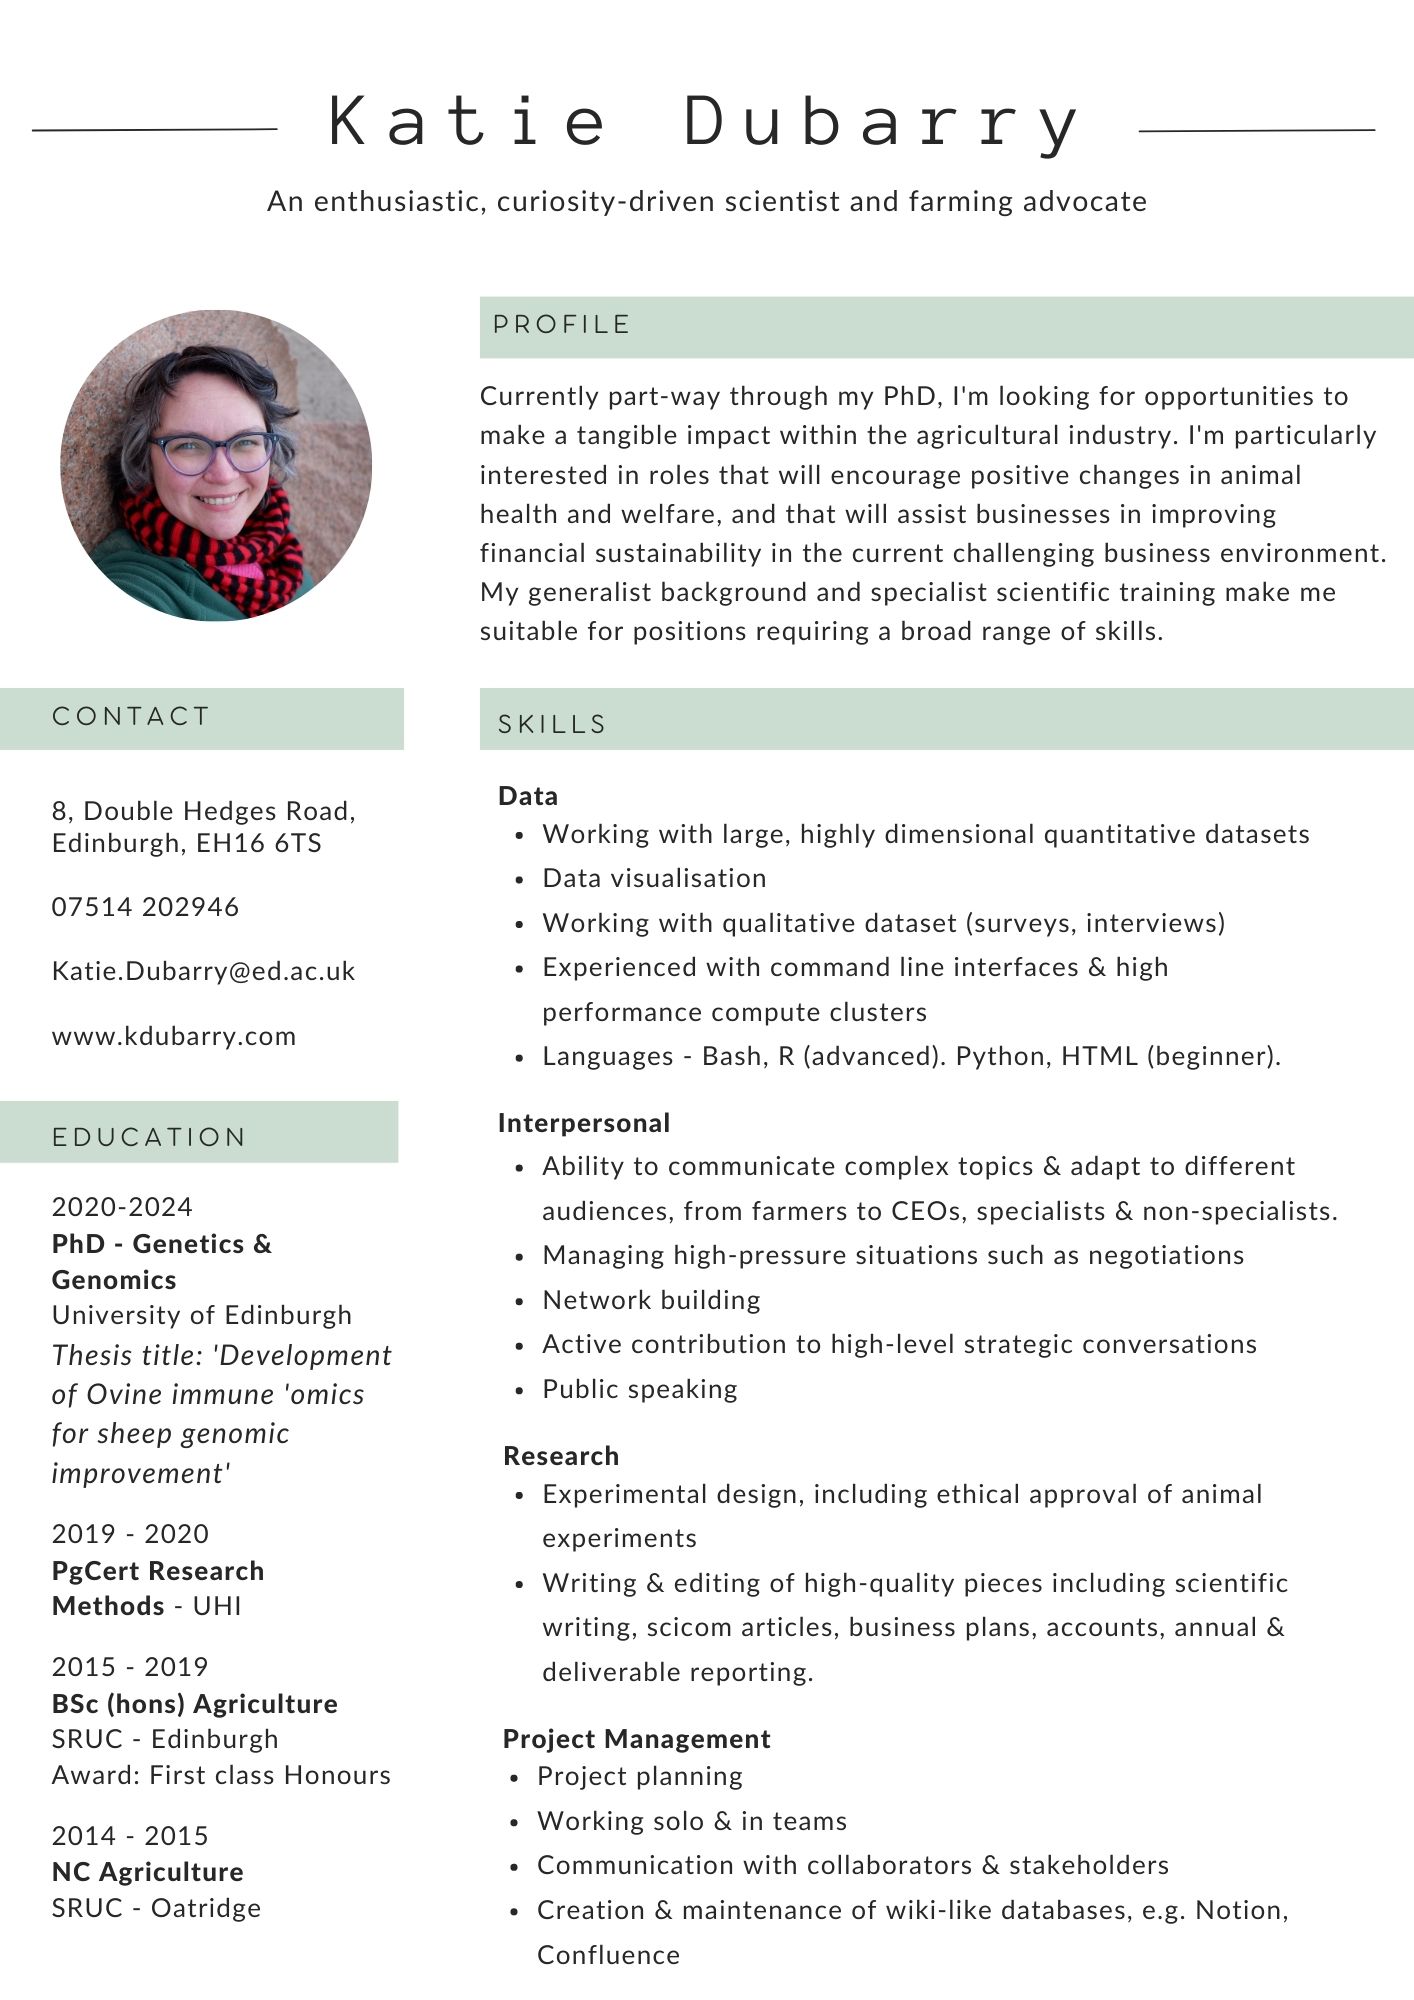 Katie Dubarry
An enthusiastic, curiosity-driven scientist and farming advocate
PROFILE
Currently part-way through my PhD, I'm looking for opportunities to
make a tangible impact within the agricultural industry. I'm particularly
interested in roles that will encourage positive changes in animal
health and welfare, and that will assist businesses in improving
financial sustainability in the current challenging business environment.
My generalist background and specialist scientific training make me
suitable for positions requiring a broad range of skills.
CONTACT
8, Double Hedges Road,
Edinburgh, EH16 6TS
07514 202946
Katie.Dubarry@ed.ac.uk
www.kdubarry.com
EDUCATION
2020-2024
PhD - Genetics &
Genomics
University of Edinburgh
Thesis title: 'Development
of Ovine immune 'omics
for sheep genomic
improvement'
2019 - 2020
PgCert Research
Methods - UHI
2015 - 2019
BSc (hons) Agriculture
SRUC - Edinburgh
Award: First class Honours
2014 - 2015
NC Agriculture
SRUC - Oatridge
SKILLS
Data
• Working with large, highly dimensional quantitative datasets
• Data visualisation
• Working with qualitative dataset (surveys, interviews)
• Experienced with command line interfaces & high
performance compute clusters
• Languages - Bash, R (advanced). Python, HTML (beginner).
Interpersonal
• Ability to communicate complex topics & adapt to different
audiences, from farmers to CEOs, specialists & non-specialists.
• Managing high-pressure situations such as negotiations
• Network building
• Active contribution to high-level strategic conversations
• Public speaking
Research
• Experimental design, including ethical approval of animal
experiments
• Writing & editing of high-quality pieces including scientific
writing, scicom articles, business plans, accounts, annual &
deliverable reporting.
Project Management
• Project planning
• Working solo & in teams
• Communication with collaborators & stakeholders
• Creation & maintenance of wiki-like databases, e.g. Notion,
Confluence